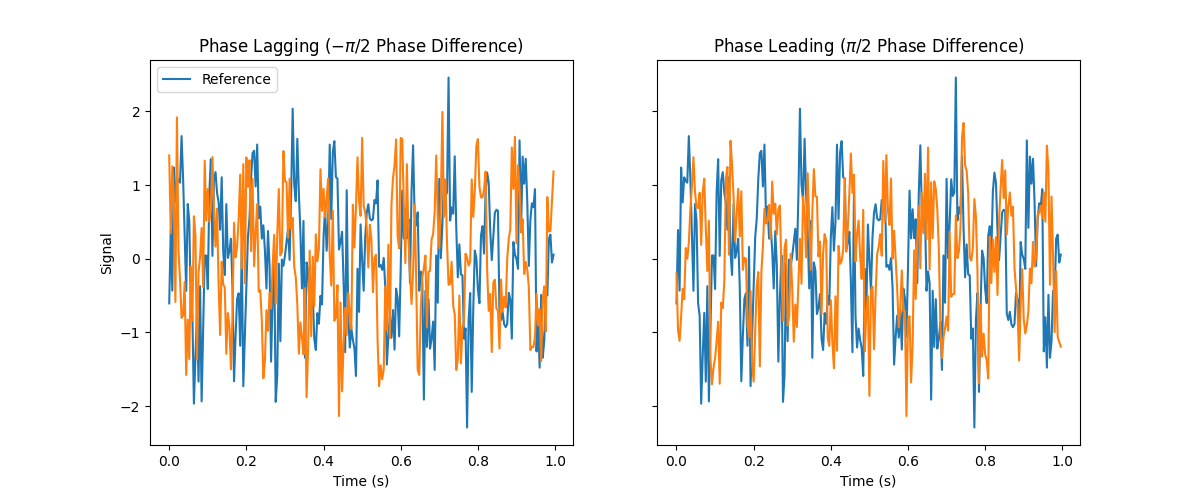 Phase Lagging (−π/2 Phase Difference)
Phase Leading (π/2 Phase Difference)
Reference
Signal
2
1
0
−1
−2
0.0 0.2 0.4 0.6 0.8 1.0
0.0 0.2 0.4 0.6 0.8 1.0
Time (s)
Time (s)